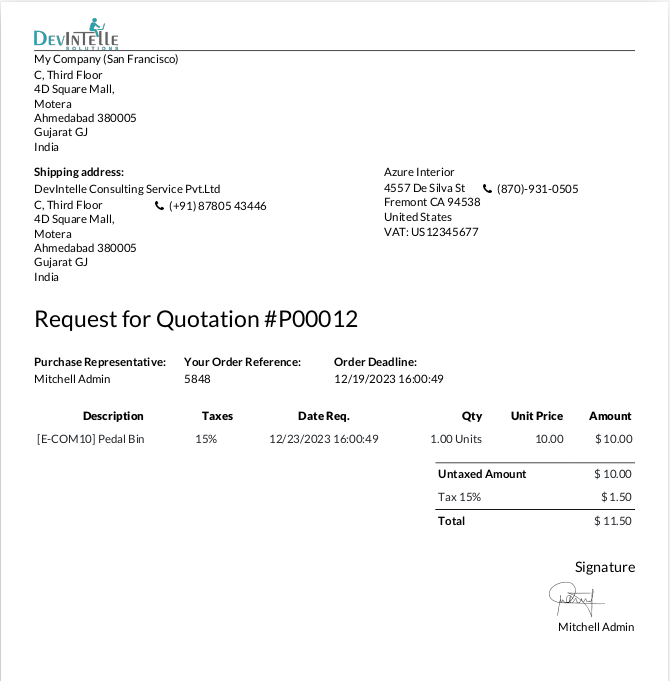 DEVINTELLE
SOLUTIONS
My Company (San Francisco)
C, Third Floor
4D Square Mall,
Motera
Ahmedabad 380005
Gujarat GJ
India
Shipping address:
DevIntelle Consulting Service Pvt.Ltd
C, Third Floor (+91) 87805 43446
4D Square Mall,
Motera
Ahmedabad 380005
Gujarat GJ
India
Azure Interior
4557 De Silva St (870)-931-0505
Fremont CA 94538
United States
VAT: US12345677
Request for Quotation #P00012
Purchase Representative: Your Order Reference: Order Deadline:
Mitchell Admin 5848 12/19/2023 16:00:49
Description Taxes Date Req. Qty Unit Price Amount
[E-COM10] Pedal Bin 15% 12/23/2023 16:00:49 1.00 Units 10.00 $ 10.00
Untaxed Amount $ 10.00
Tax 15% $ 1.50
Total $ 11.50
Signature
Mitchell Admin